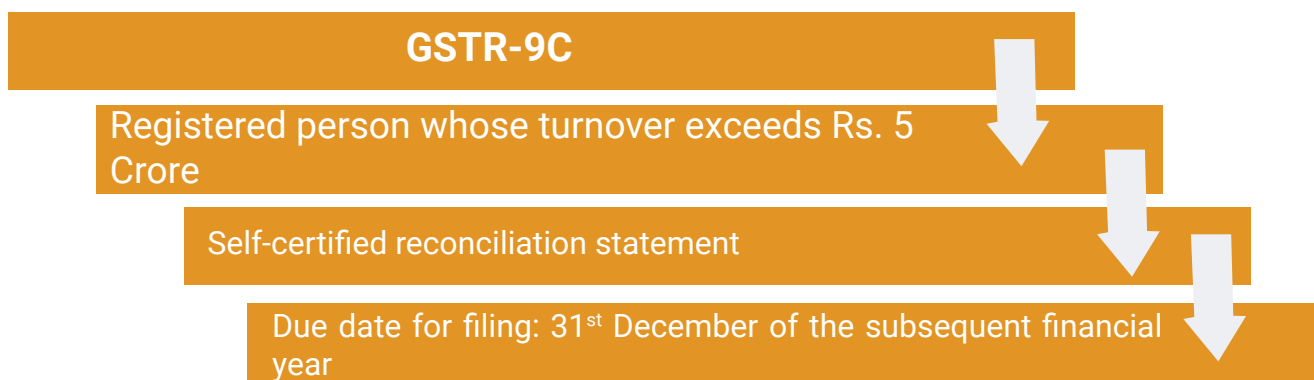 GSTR-9C
Registered person whose turnover exceeds Rs. 5
Crore
Self-certified reconciliation statement
Due date for filing: 31st December of the subsequent financial
year